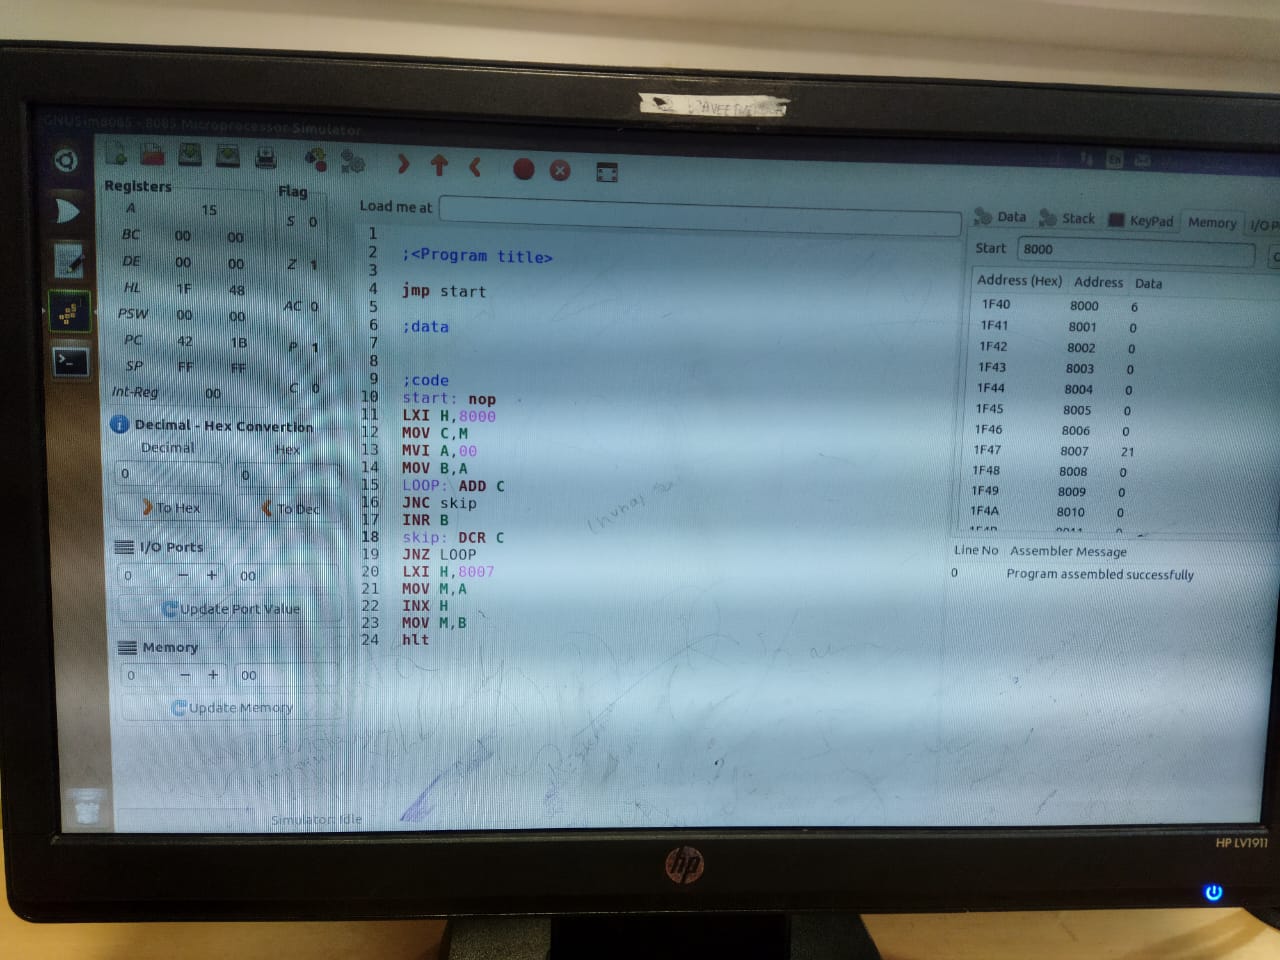 GNUSim8085 - 8085 Microprocessor Simulator
En
Registers
Flag
A 15
S 0
BC 00 00
DE 00 00
Z 1
HL 1F 48
AC 0
PSW 00 00
PC 42 1B
P 1
SP FF FF
C 0
Int-Reg 00
Decimal - Hex Convertion
Decimal Hex
0 0
To Hex To Dec
I/O Ports
0 − + 00
Update Port Value
Memory
0 − + 00
Update Memory
Simulator: Idle
Load me at
1
2 ;<Program title>
3
4 jmp start
5
6 ;data
7
8
9 ;code
10 start: nop
11 LXI H,8000
12 MOV C,M
13 MVI A,00
14 MOV B,A
15 LOOP: ADD C
16 JNC skip
17 INR B
18 skip: DCR C
19 JNZ LOOP
20 LXI H,8007
21 MOV M,A
22 INX H
23 MOV M,B
24 hlt
Data Stack KeyPad Memory I/O P
Start 8000
Address (Hex) Address Data
1F40 8000 6
1F41 8001 0
1F42 8002 0
1F43 8003 0
1F44 8004 0
1F45 8005 0
1F46 8006 0
1F47 8007 21
1F48 8008 0
1F49 8009 0
1F4A 8010 0
Line No Assembler Message
0 Program assembled successfully
hp
HP LV1911